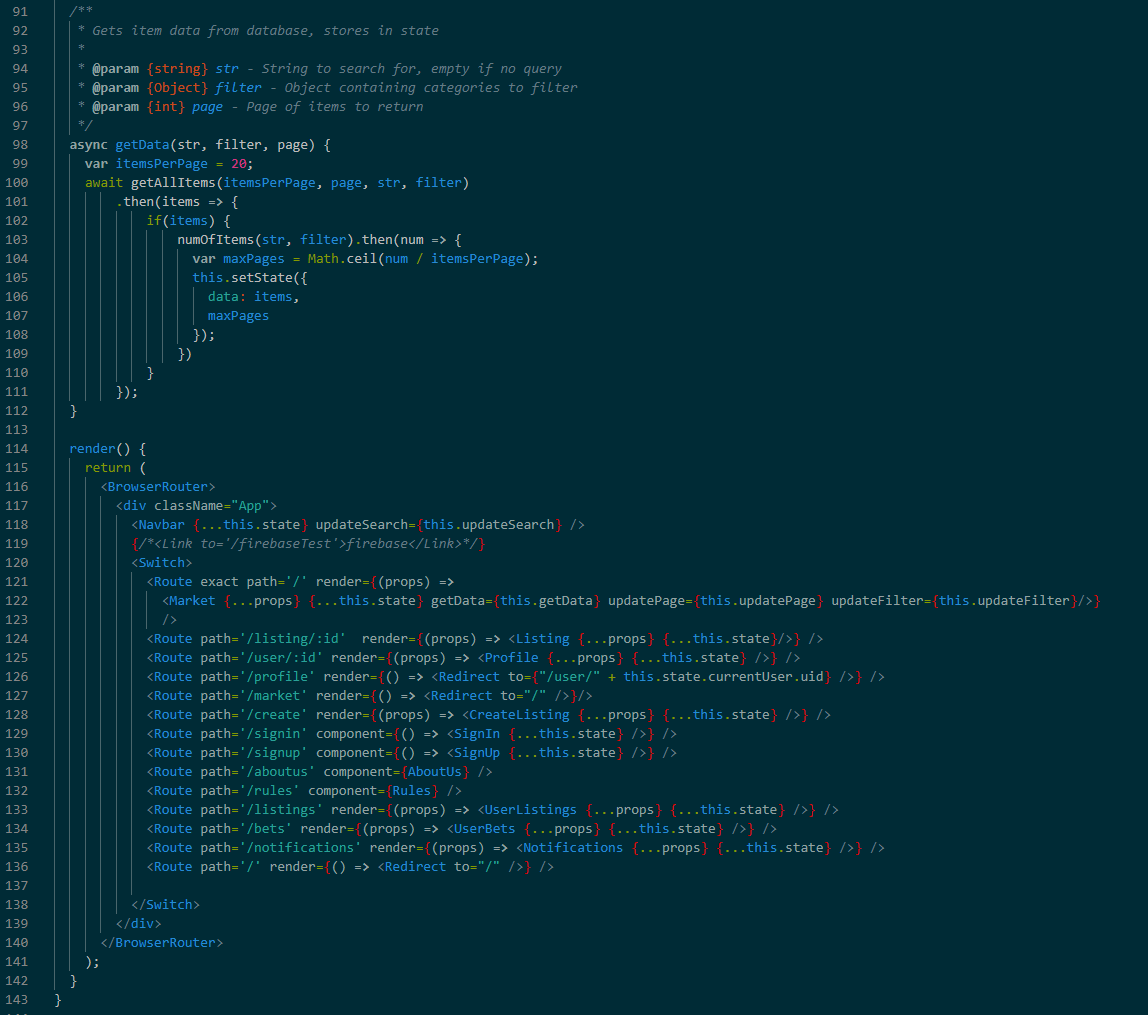 91 /**
92 * Gets item data from database, stores in state
93 *
94 * @param {string} str - String to search for, empty if no query
95 * @param {Object} filter - Object containing categories to filter
96 * @param {int} page - Page of items to return
97 */
98 async getData(str, filter, page) {
99 var itemsPerPage = 20;
100 await getAllItems(itemsPerPage, page, str, filter)
101 .then(items => {
102 if(items) {
103 numOfItems(str, filter).then(num => {
104 var maxPages = Math.ceil(num / itemsPerPage);
105 this.setState({
106 data: items,
107 maxPages
108 });
109 })
110 }
111 });
112 }
113
114 render() {
115 return (
116 <BrowserRouter>
117 <div className="App">
118 <Navbar {...this.state} updateSearch={this.updateSearch} />
119 {/*<Link to='/firebaseTest'>firebase</Link>*/}
120 <Switch>
121 <Route exact path='/' render={(props) =>
122 <Market {...props} {...this.state} getData={this.getData} updatePage={this.updatePage} updateFilter={this.updateFilter}/>}
123 />
124 <Route path='/listing/:id'  render={(props) => <Listing {...props} {...this.state}/>} />
125 <Route path='/user/:id' render={(props) => <Profile {...props} {...this.state} />} />
126 <Route path='/profile' render={() => <Redirect to={"/user/" + this.state.currentUser.uid} />} />
127 <Route path='/market' render={() => <Redirect to="/" />}/>
128 <Route path='/create' render={(props) => <CreateListing {...props} {...this.state} />} />
129 <Route path='/signin' component={() => <SignIn {...this.state} />} />
130 <Route path='/signup' component={() => <SignUp {...this.state} />} />
131 <Route path='/aboutus' component={AboutUs} />
132 <Route path='/rules' component={Rules} />
133 <Route path='/listings' render={(props) => <UserListings {...props} {...this.state} />} />
134 <Route path='/bets' render={(props) => <UserBets {...props} {...this.state} />} />
135 <Route path='/notifications' render={(props) => <Notifications {...props} {...this.state} />} />
136 <Route path='/' render={() => <Redirect to="/" />} />
137
138 </Switch>
139 </div>
140 </BrowserRouter>
141 );
142 }
143 }